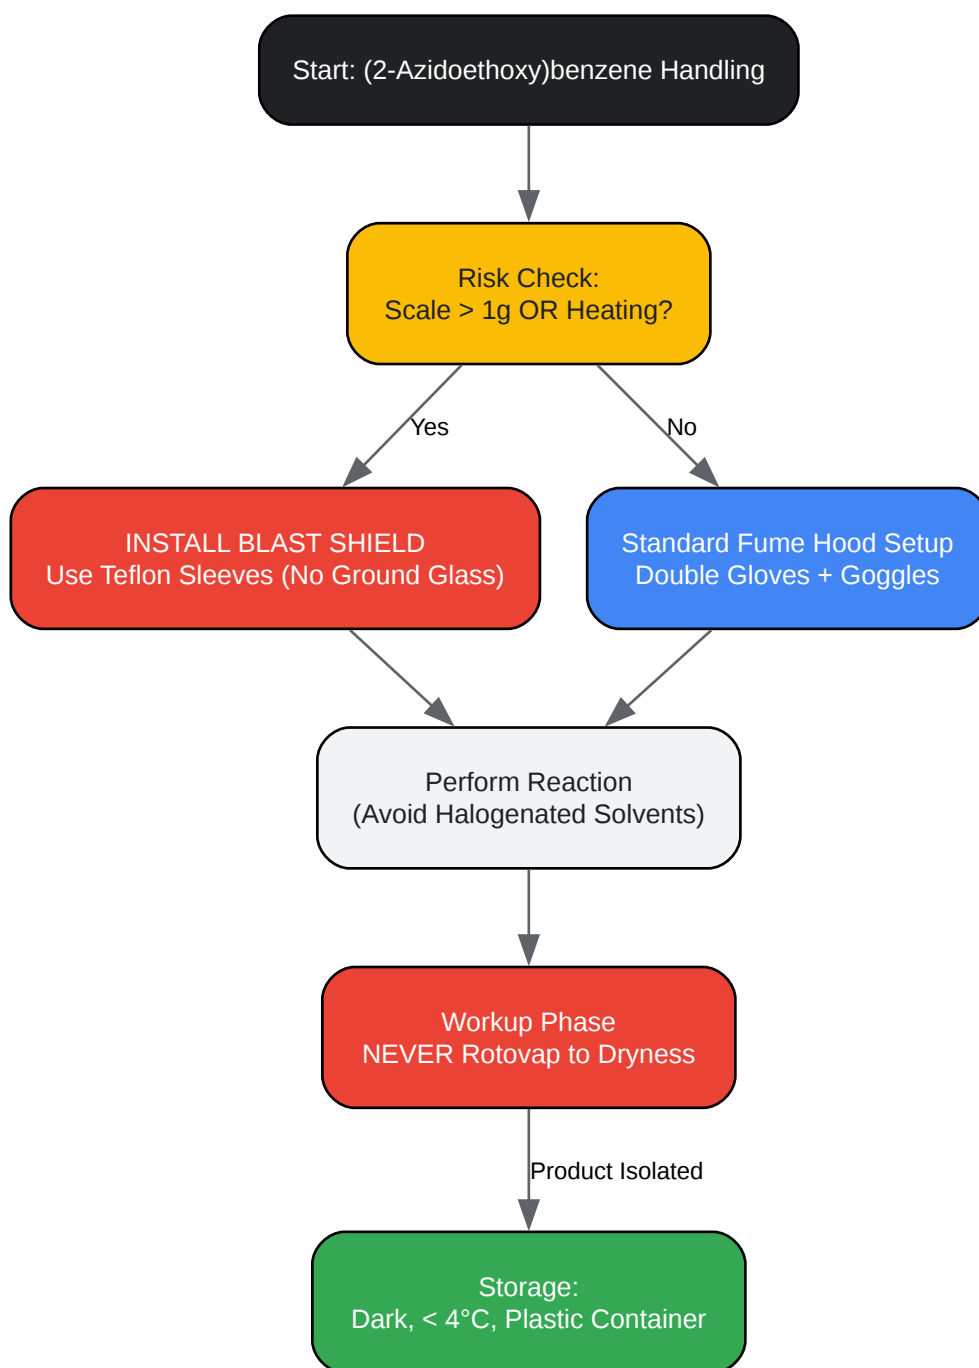 Start: (2-Azidoethoxy)benzene Handling
Risk Check:
Scale > 1g OR Heating?
Yes
No
INSTALL BLAST SHIELD
Use Teflon Sleeves (No Ground Glass)
Standard Fume Hood Setup
Double Gloves + Goggles
Perform Reaction
(Avoid Halogenated Solvents)
Workup Phase
NEVER Rotovap to Dryness
Product Isolated
Storage:
Dark, < 4°C, Plastic Container